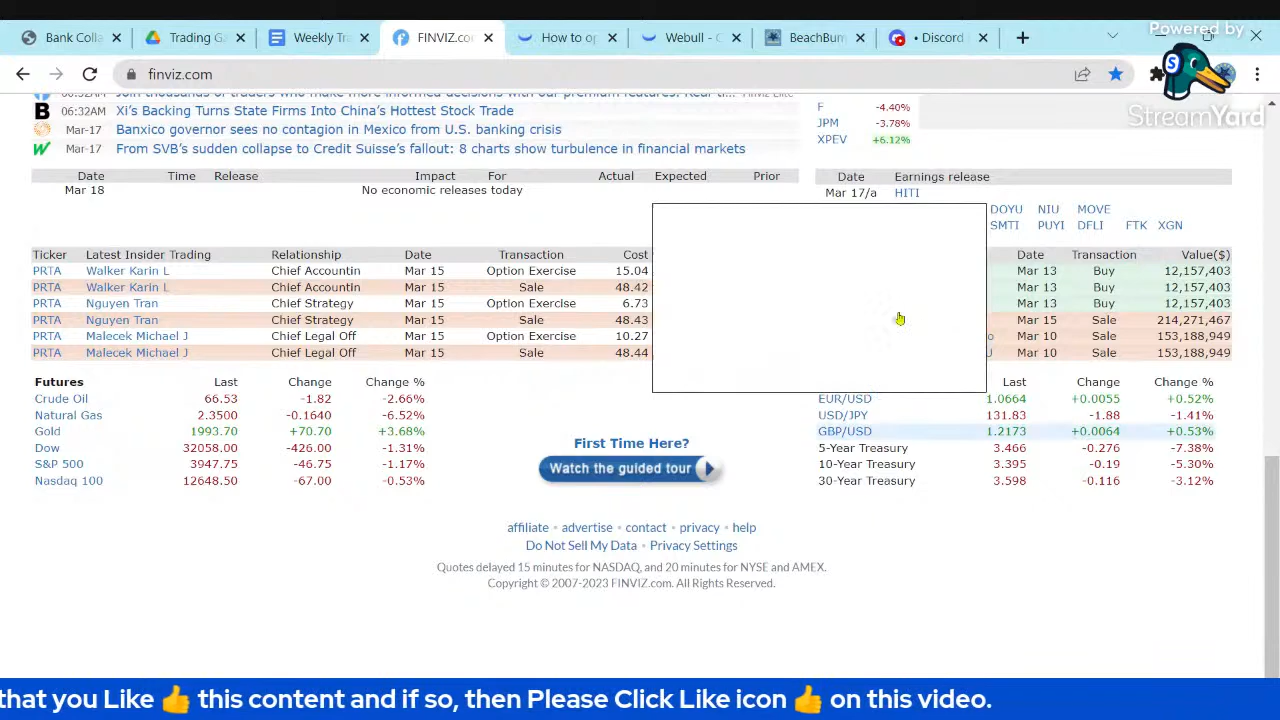 Powered by
StreamYard
Bank Colla
Trading G
Weekly Tr
FINVIZ.co
How to op
Webull - C
BeachBum
• Discord
finviz.com
06:32AM Join thousands of traders who make more informed decisions with our premium features.
06:32AM Xi's Backing Turns State Firms Into China's Hottest Stock Trade
Mar-17 Banxico governor sees no contagion in Mexico from U.S. banking crisis
Mar-17 From SVB's sudden collapse to Credit Suisse's fallout: 8 charts show turbulence in financial markets
F -4.40%
JPM -3.78%
XPEV +6.12%
Date Time Release Impact For Actual Expected Prior
Mar 18 No economic releases today
Date Earnings release
Mar 17/a HITI
DOYU NIU MOVE
SMTI PUYI DFLI FTK XGN
Ticker Latest Insider Trading Relationship Date Transaction Cost
PRTA Walker Karin L Chief Accountin Mar 15 Option Exercise 15.04
PRTA Walker Karin L Chief Accountin Mar 15 Sale 48.42
PRTA Nguyen Tran Chief Strategy Mar 15 Option Exercise 6.73
PRTA Nguyen Tran Chief Strategy Mar 15 Sale 48.43
PRTA Malecek Michael J Chief Legal Off Mar 15 Option Exercise 10.27
PRTA Malecek Michael J Chief Legal Off Mar 15 Sale 48.44
Date Transaction Value($)
Mar 13 Buy 12,157,403
Mar 13 Buy 12,157,403
Mar 13 Buy 12,157,403
Mar 15 Sale 214,271,467
Mar 10 Sale 153,188,949
Mar 10 Sale 153,188,949
Futures Last Change Change %
Crude Oil 66.53 -1.82 -2.66%
Natural Gas 2.3500 -0.1640 -6.52%
Gold 1993.70 +70.70 +3.68%
Dow 32058.00 -426.00 -1.31%
S&P 500 3947.75 -46.75 -1.17%
Nasdaq 100 12648.50 -67.00 -0.53%
First Time Here?
Watch the guided tour
Last Change Change %
EUR/USD 1.0664 +0.0055 +0.52%
USD/JPY 131.83 -1.88 -1.41%
GBP/USD 1.2173 +0.0064 +0.53%
5-Year Treasury 3.466 -0.276 -7.38%
10-Year Treasury 3.395 -0.19 -5.30%
30-Year Treasury 3.598 -0.116 -3.12%
affiliate • advertise • contact • privacy • help
Do Not Sell My Data • Privacy Settings
Quotes delayed 15 minutes for NASDAQ, and 20 minutes for NYSE and AMEX.
Copyright © 2007-2023 FINVIZ.com. All Rights Reserved.
that you Like 👍 this content and if so, then Please Click Like icon 👍 on this video.